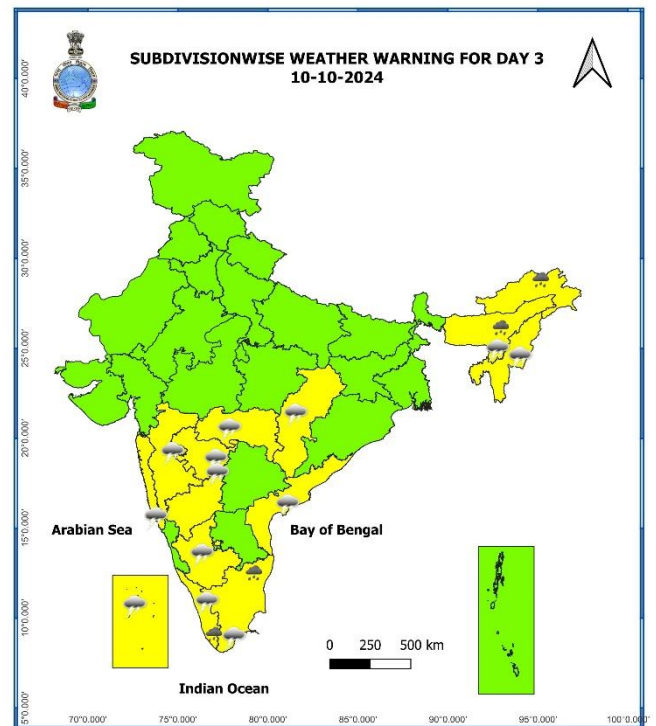 SUBDIVISIONWISE WEATHER WARNING FOR DAY 3
10-10-2024
40°0.000'
35°0.000'
30°0.000'
25°0.000'
20°0.000'
15°0.000'
10°0.000'
5°0.000'
Arabian Sea
Bay of Bengal
0 250 500 km
Indian Ocean
70°0.000' 75°0.000' 80°0.000' 85°0.000' 90°0.000' 95°0.000' 100°0.000'